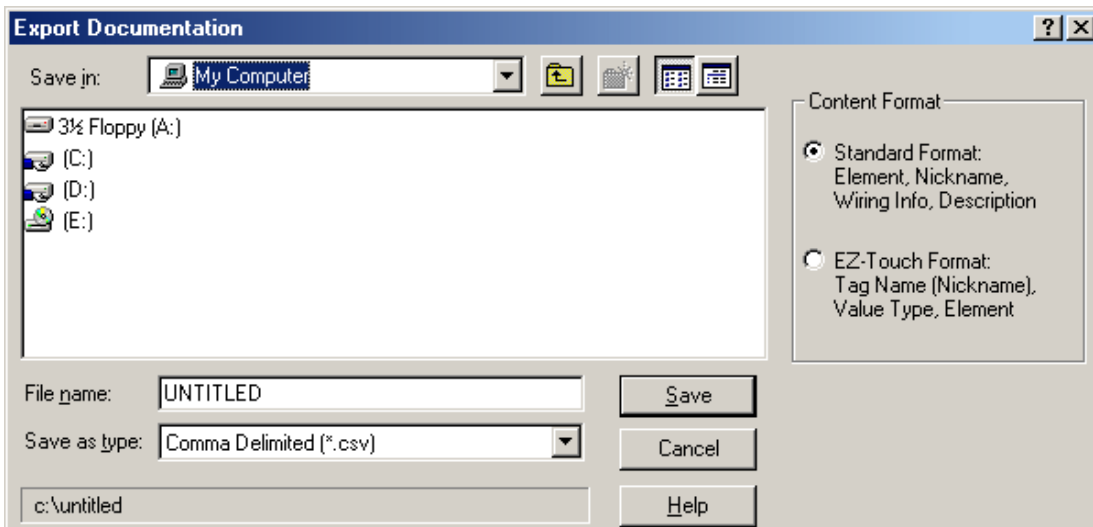 Export Documentation
Save in:
My Computer
3½ Floppy (A:)
(C:)
(D:)
(E:)
Content Format
Standard Format:
Element, Nickname,
Wiring Info, Description
EZ-Touch Format:
Tag Name (Nickname),
Value Type, Element
File name:
UNTITLED
Save
Save as type:
Comma Delimited (*.csv)
Cancel
c:\untitled
Help